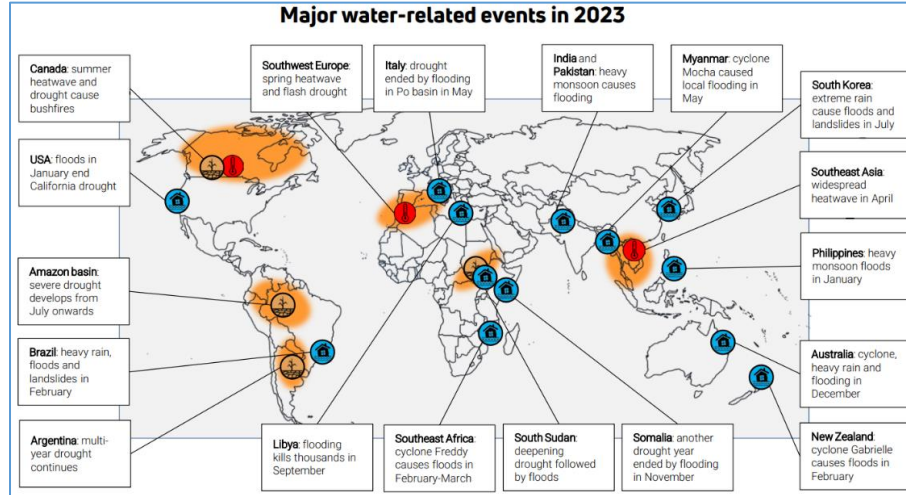 Major water-related events in 2023
Canada: summer
heatwave and
drought cause
bushfires
Southwest Europe:
spring heatwave
and flash drought
Italy: drought
ended by flooding
in Po basin in May
India and
Pakistan: heavy
monsoon causes
flooding
Myanmar: cyclone
Mocha caused
local flooding in
May
South Korea:
extreme rain
cause floods and
landslides in July
USA: floods in
January end
California drought
Southeast Asia:
widespread
heatwave in April
Amazon basin:
severe drought
develops from
July onwards
Philippines: heavy
monsoon floods
in January
Brazil: heavy rain,
floods and
landslides in
February
Australia: cyclone,
heavy rain and
flooding in
December
Argentina: multi-
year drought
continues
Libya: flooding
kills thousands in
September
Southeast Africa:
cyclone Freddy
causes floods in
February-March
South Sudan:
deepening
drought followed
by floods
Somalia: another
drought year
ended by flooding
in November
New Zealand:
cyclone Gabrielle
causes floods in
February